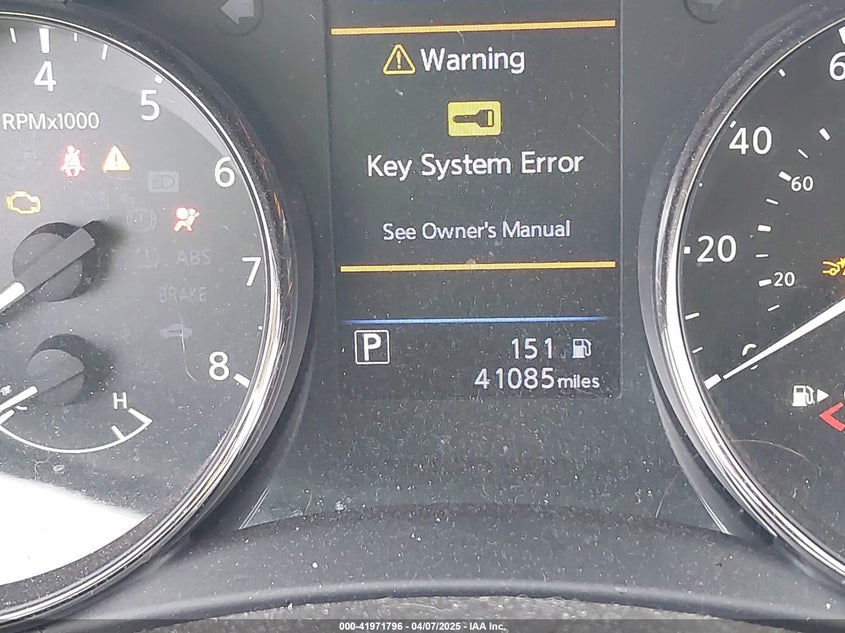 4
5
6
7
8
RPMx1000
ABS
BRAKE
H
Warning
Key System Error
See Owner's Manual
P
151
41085 miles
6
40
60
20
20
000-41971796 - 04/07/2025 - IAA Inc.